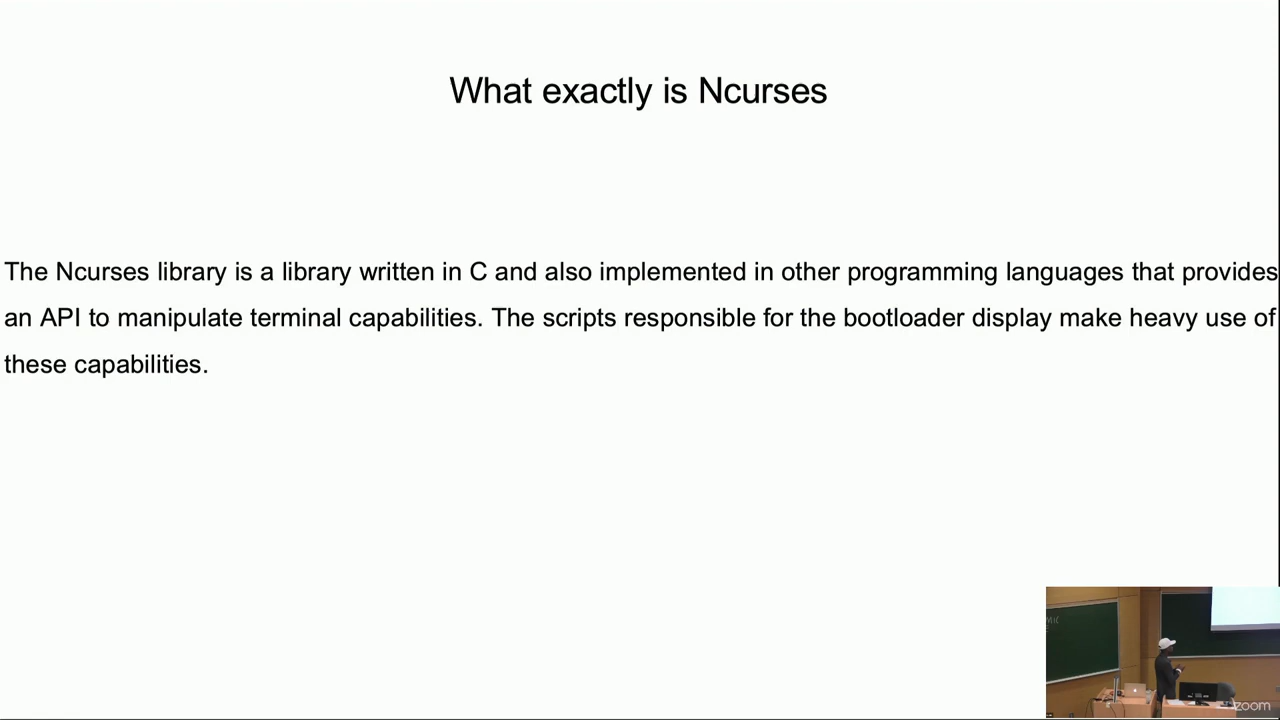 What exactly is Ncurses
The Ncurses library is a library written in C and also implemented in other programming languages that provides
an API to manipulate terminal capabilities. The scripts responsible for the bootloader display make heavy use of
these capabilities.
zoom